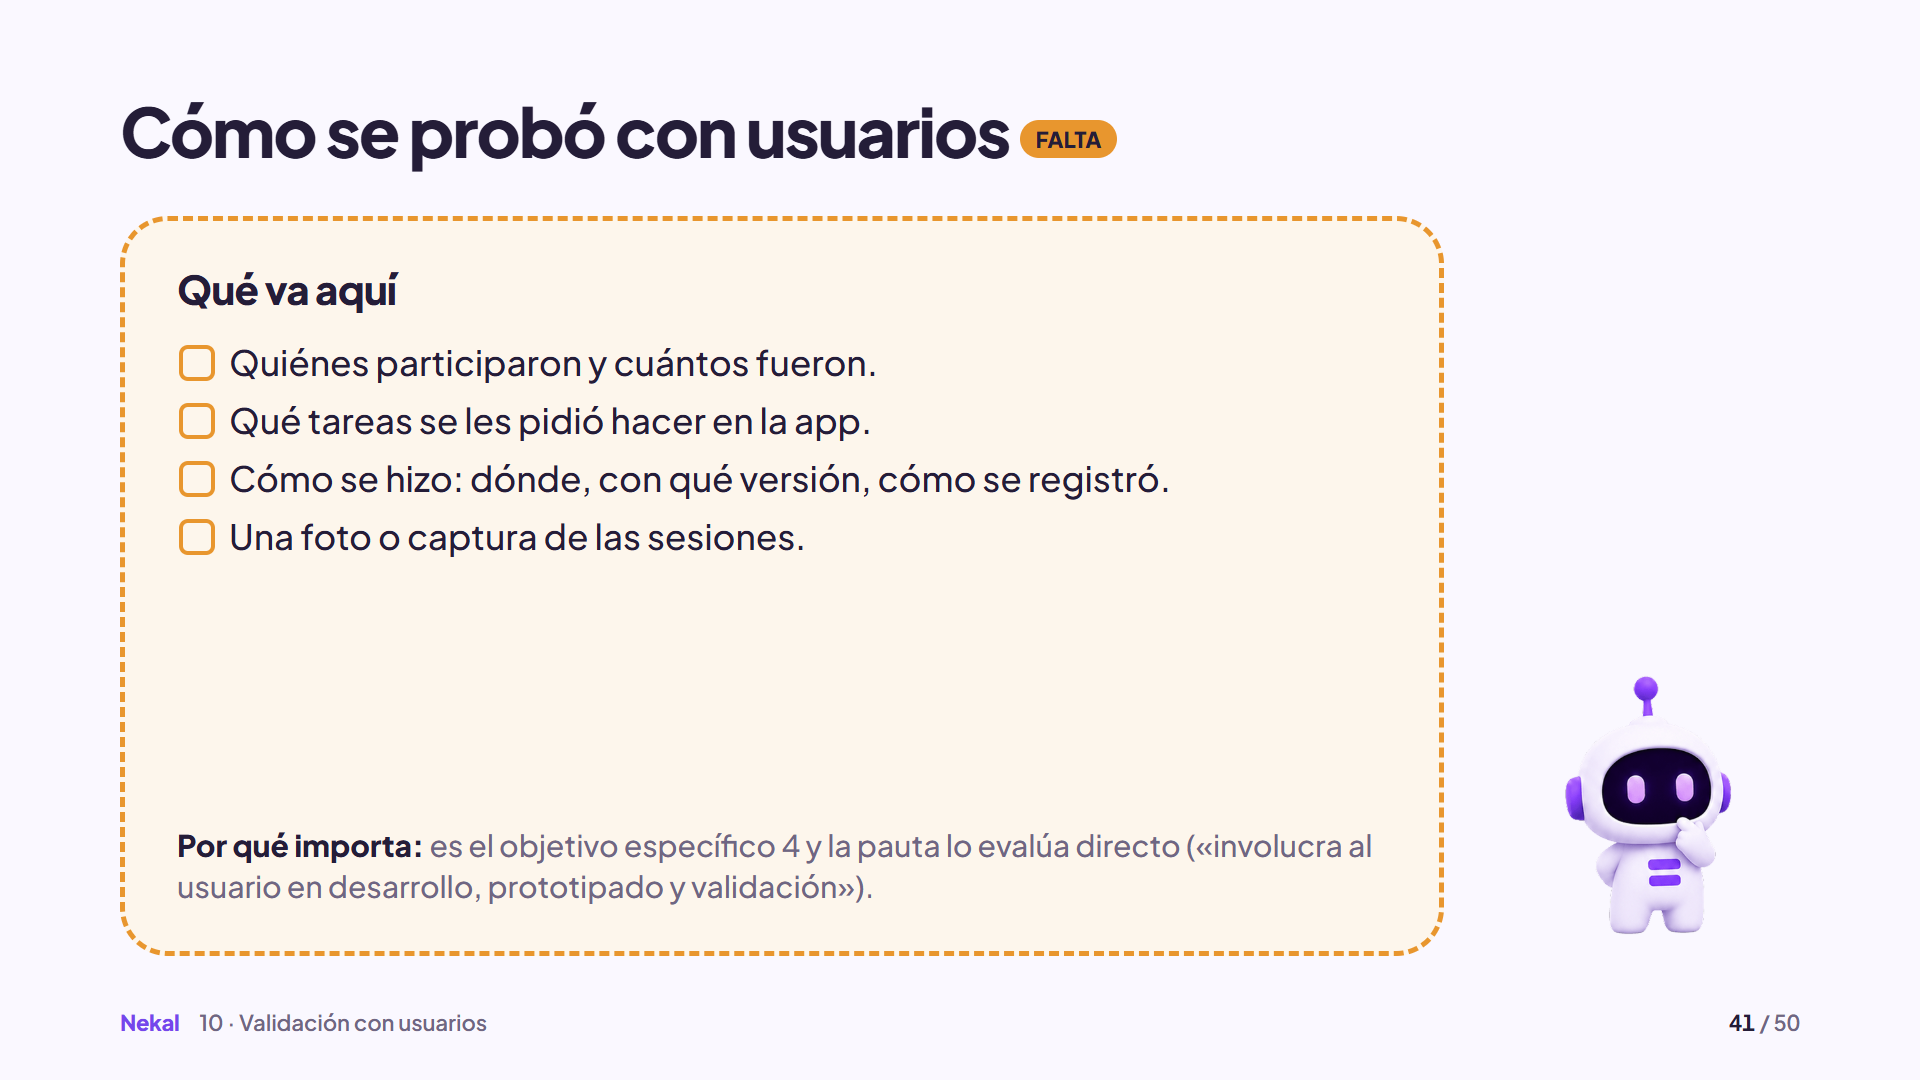 Cómo se probó con usuarios FALTA
Qué va aquí
Quiénes participaron y cuántos fueron.
Qué tareas se les pidió hacer en la app.
Cómo se hizo: dónde, con qué versión, cómo se registró.
Una foto o captura de las sesiones.
Por qué importa: es el objetivo específico 4 y la pauta lo evalúa directo («involucra al
usuario en desarrollo, prototipado y validación»).
Nekal 10 · Validación con usuarios
41 / 50